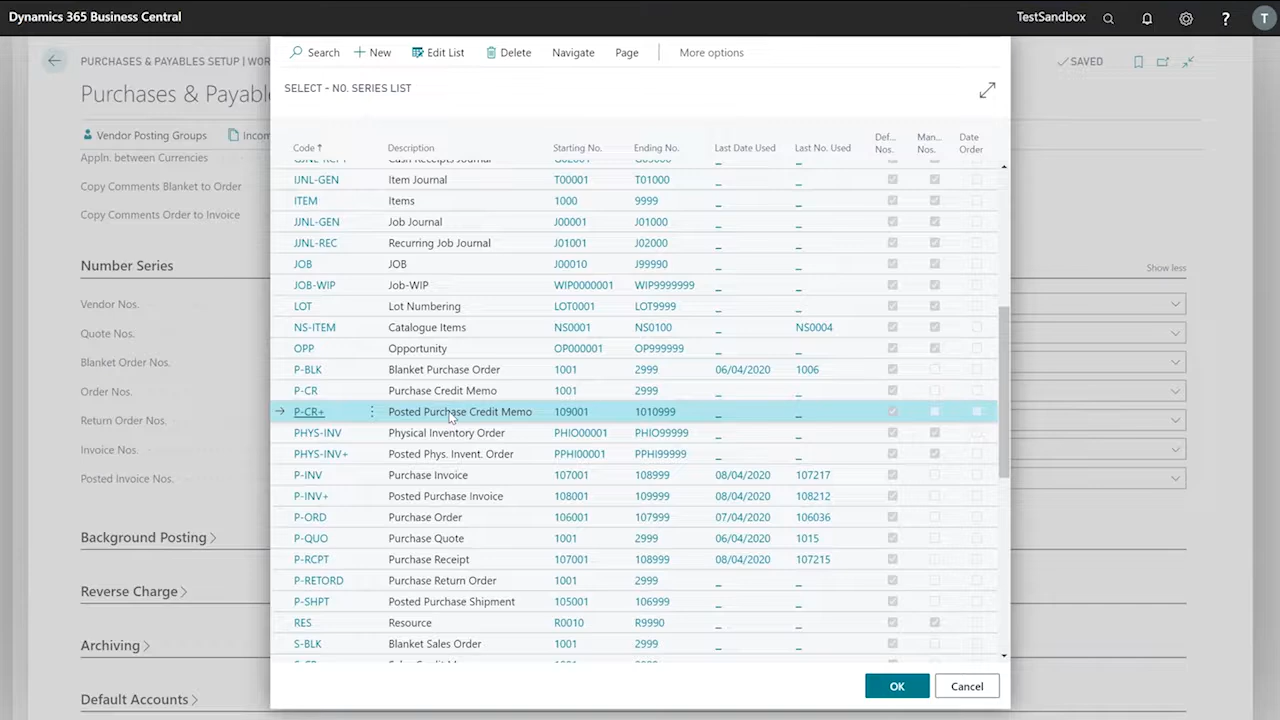 Dynamics 365 Business Central
TestSandbox
?
T
PURCHASES & PAYABLES SETUP | WOR
SAVED
Purchases & Payable
Vendor Posting Groups
Incom
Appln. between Currencies
Copy Comments Blanket to Order
Copy Comments Order to Invoice
Number Series
Show less
Vendor Nos.
Quote Nos.
Blanket Order Nos.
Order Nos.
Return Order Nos.
Invoice Nos.
Posted Invoice Nos.
Background Posting
Reverse Charge
Archiving
Default Accounts
Search New Edit List Delete Navigate Page More options
SELECT - NO. SERIES LIST
Code ↑ Description Starting No. Ending No. Last Date Used Last No. Used Def... Nos. Man... Nos. Date Order
IJNL-GEN Item Journal T00001 T01000 _ _
ITEM Items 1000 9999 _ _
JJNL-GEN Job Journal J00001 J01000 _ _
JJNL-REC Recurring Job Journal J01001 J02000 _ _
JOB JOB J00010 J99990 _ _
JOB-WIP Job-WIP WIP0000001 WIP9999999 _ _
LOT Lot Numbering LOT0001 LOT9999 _ _
NS-ITEM Catalogue Items NS0001 NS0100 _ NS0004
OPP Opportunity OP000001 OP999999 _ _
P-BLK Blanket Purchase Order 1001 2999 06/04/2020 1006
P-CR Purchase Credit Memo 1001 2999 _ _
P-CR+ Posted Purchase Credit Memo 109001 1010999 _ _
PHYS-INV Physical Inventory Order PHIO00001 PHIO99999 _ _
PHYS-INV+ Posted Phys. Invent. Order PPHI00001 PPHI99999 _ _
P-INV Purchase Invoice 107001 108999 08/04/2020 107217
P-INV+ Posted Purchase Invoice 108001 109999 08/04/2020 108212
P-ORD Purchase Order 106001 107999 07/04/2020 106036
P-QUO Purchase Quote 1001 2999 06/04/2020 1015
P-RCPT Purchase Receipt 107001 108999 08/04/2020 107215
P-RETORD Purchase Return Order 1001 2999 _ _
P-SHPT Posted Purchase Shipment 105001 106999 _ _
RES Resource R0010 R9990 _ _
S-BLK Blanket Sales Order 1001 2999 _ _
OK Cancel